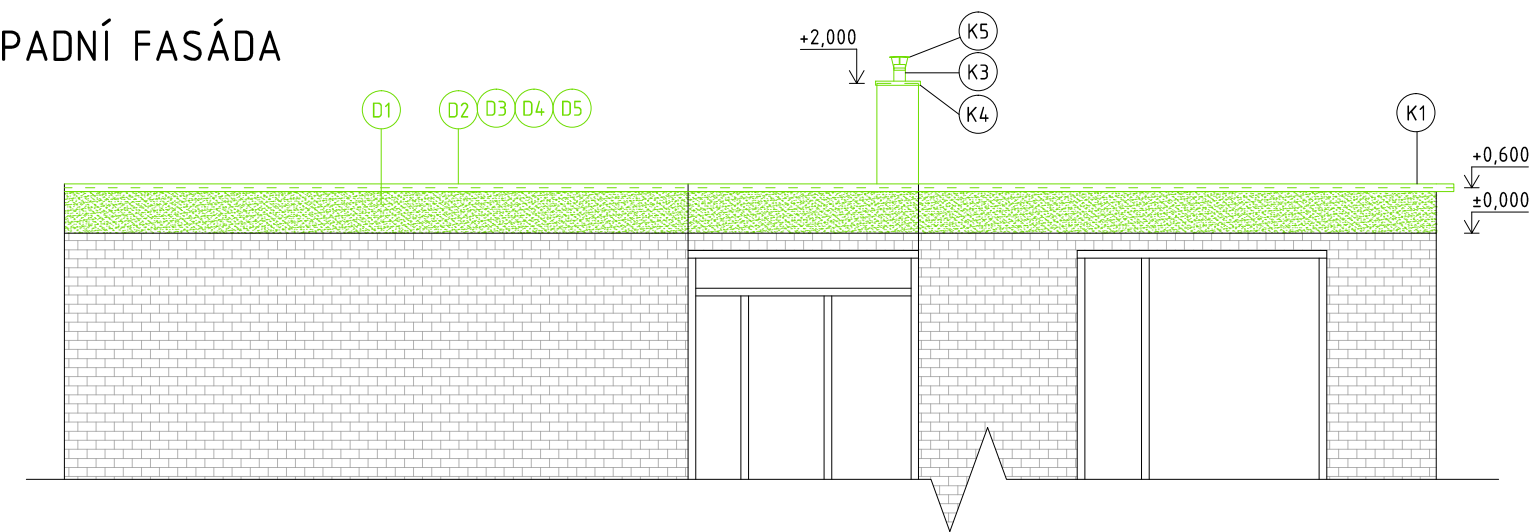 PADNÍ FASÁDA
+2,000
K5
K3
K4
D1
D2 D3 D4 D5
K1
+0,600
±0,000